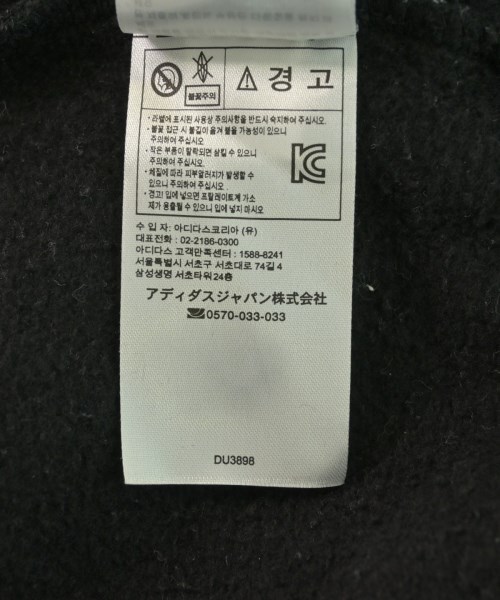 불꽃주의
경 고
• 라벨에 표시된 사용상 주의사항을 반드시 숙지하여 주십시오.
• 불꽃 접근 시 불길이 옮겨 붙을 가능성이 있으니
주의하여 주십시오
• 작은 부품이 탈락되면 삼킬 수 있으니
주의하여 주십시오
• 체질에 따라 피부알러지가 발생할 수
있으니 주의하여 주십시오
• 경고! 입에 넣으면 프탈레이트계 가소
제가 용출될 수 있으니 입에 넣지 마시오
수 입 자: 아디다스코리아 (유)
대표전화 : 02-2186-0300
아디다스 고객만족센터 : 1588-8241
서울특별시 서초구 서초대로 74길 4
삼성생명 서초타워 24층
アディダスジャパン株式会社
0570-033-033
DU3898